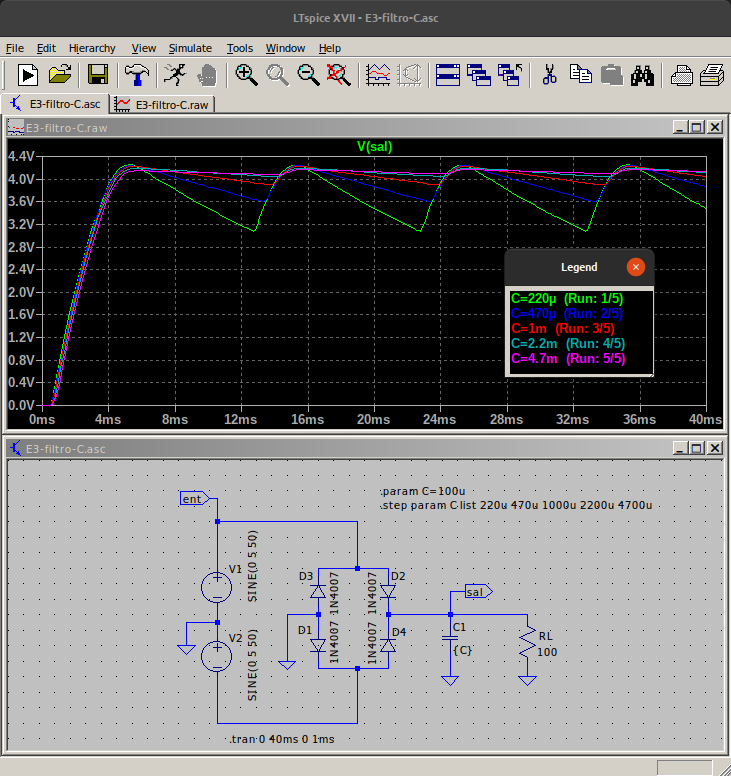 LTspice XVII - E3-filtro-C.asc
File Edit Hierarchy View Simulate Tools Window Help
E3-filtro-C.asc E3-filtro-C.raw
E3-filtro-C.raw
V(sal)
4.4V
4.0V
3.6V
3.2V
2.8V
2.4V
2.0V
1.6V
1.2V
0.8V
0.4V
0.0V
0ms 4ms 8ms 12ms 16ms 20ms 24ms 28ms 32ms 36ms 40ms
Legend
C=220µ (Run: 1/5)
C=470µ (Run: 2/5)
C=1m (Run: 3/5)
C=2.2m (Run: 4/5)
C=4.7m (Run: 5/5)
E3-filtro-C.asc
.param C=100u
.step param C list 220u 470u 1000u 2200u 4700u
ent
V1
SINE(0 5 50)
V2
SINE(0 5 50)
D3
1N4007
D2
1N4007
D1
1N4007
D4
1N4007
sal
C1
{C}
RL
100
.tran 0 40ms 0 1ms